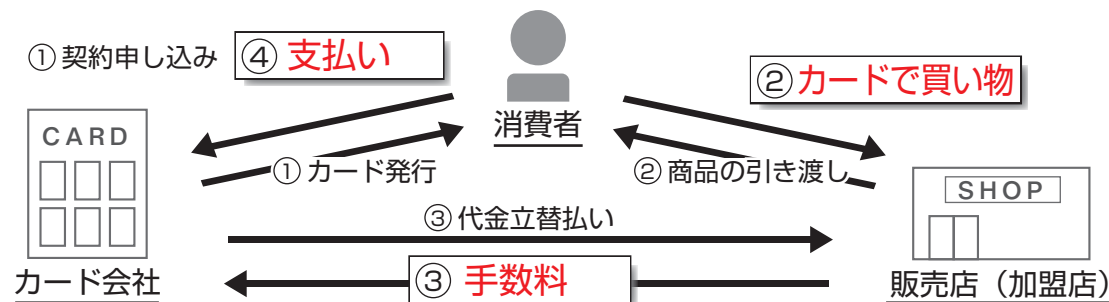 ① 契約申し込み
④ 支払い
② カードで買い物
消費者
CARD
① カード発行
② 商品の引き渡し
SHOP
③ 代金立替払い
カード会社
③ 手数料
販売店（加盟店）